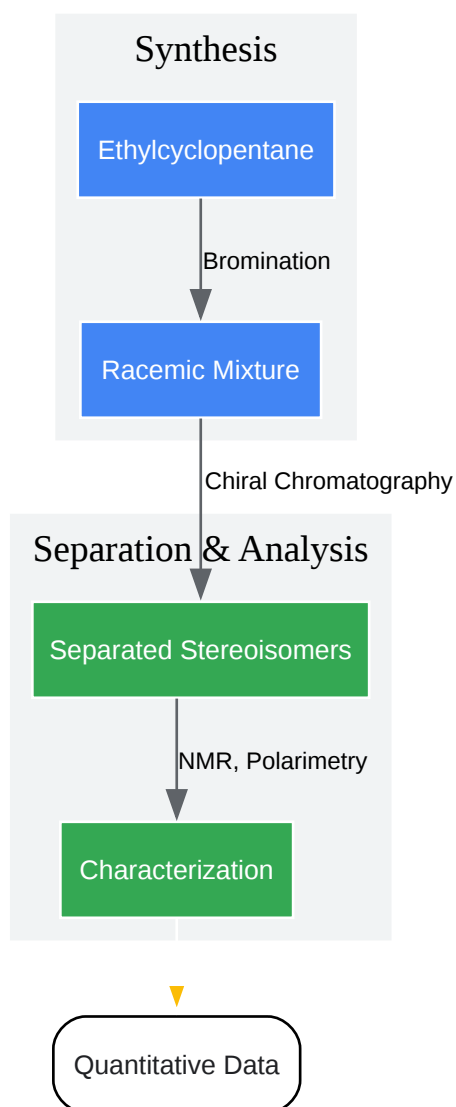 Synthesis
Ethylcyclopentane
Bromination
Racemic Mixture
Chiral Chromatography
Separation & Analysis
Separated Stereoisomers
NMR, Polarimetry
Characterization
Quantitative Data